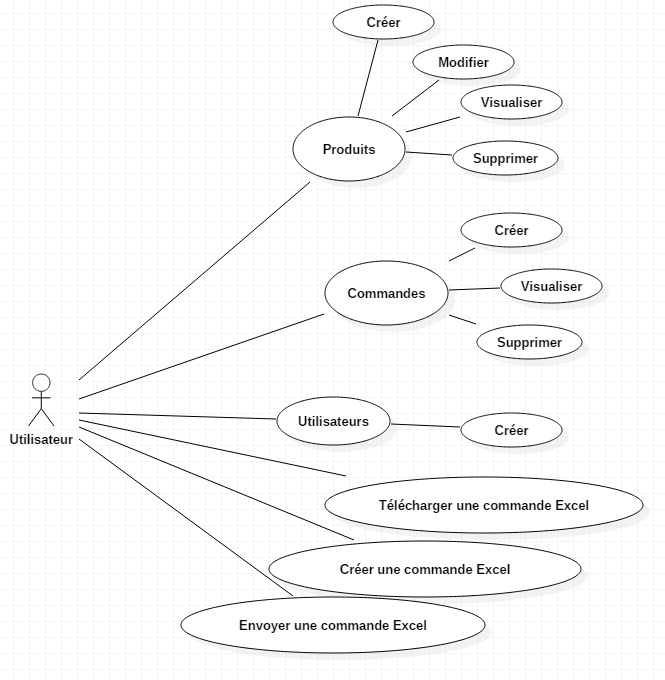 Créer
Modifier
Visualiser
Produits
Supprimer
Créer
Commandes
Visualiser
Supprimer
Utilisateur
Utilisateurs
Créer
Télécharger une commande Excel
Créer une commande Excel
Envoyer une commande Excel